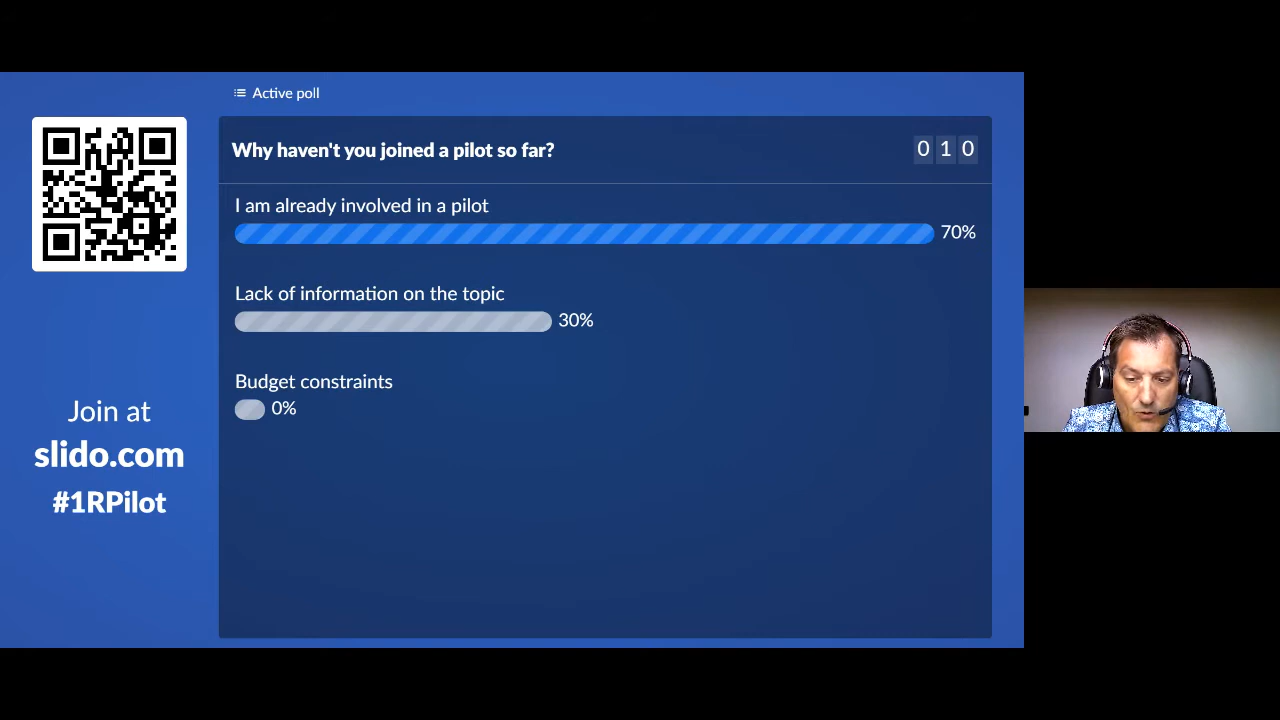 Active poll
Why haven't you joined a pilot so far?
0 1 0
I am already involved in a pilot
70%
Lack of information on the topic
30%
Budget constraints
0%
Join at
slido.com
#1RPilot